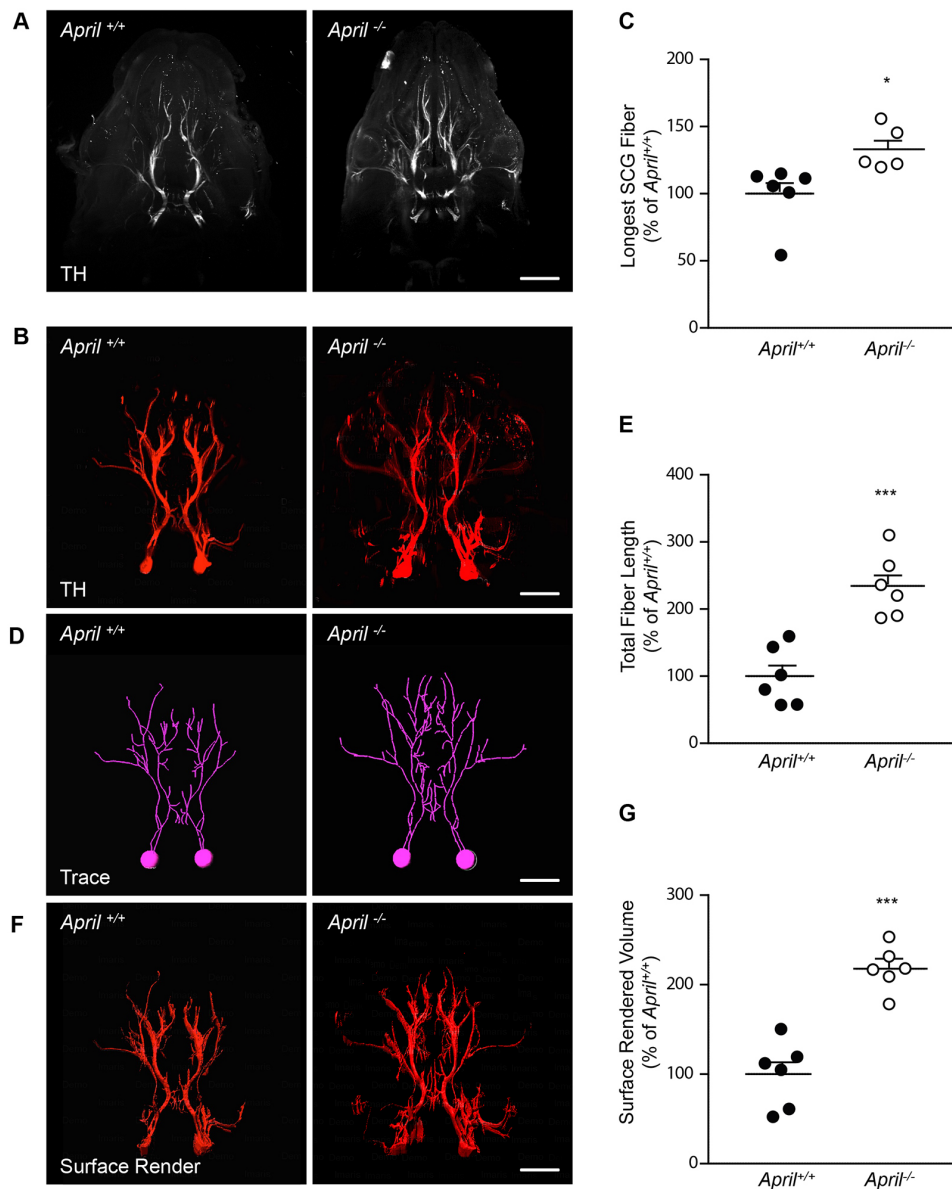 A
April +/+
April -/-
TH
B
April +/+
April -/-
TH
D
April +/+
April -/-
Trace
F
April +/+
April -/-
Surface Render
C
Longest SCG Fiber
(% of April+/+)
200
150
100
50
0
*
April+/+
April-/-
E
Total Fiber Length
(% of April+/+)
400
300
200
100
0
***
April+/+
April-/-
G
Surface Rendered Volume
(% of April+/+)
300
200
100
0
***
April+/+
April-/-